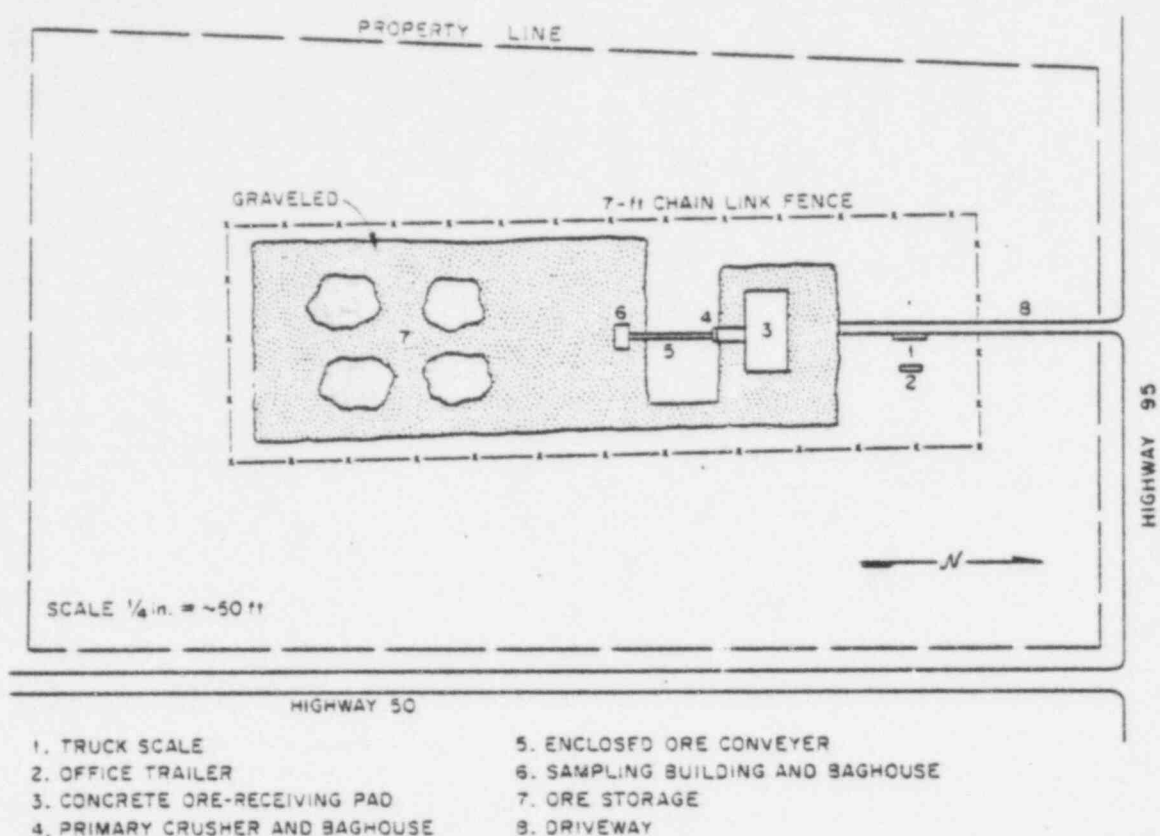 PROPERTY LINE
GRAVELED
7-ft CHAIN LINK FENCE
6
4
3
8
7
5
1
2
HIGHWAY 95
N
SCALE 1/4 in. = ~50 ft
HIGHWAY 50
1. TRUCK SCALE
2. OFFICE TRAILER
3. CONCRETE ORE-RECEIVING PAD
4. PRIMARY CRUSHER AND BAGHOUSE
5. ENCLOSED ORE CONVEYER
6. SAMPLING BUILDING AND BAGHOUSE
7. ORE STORAGE
8. DRIVEWAY